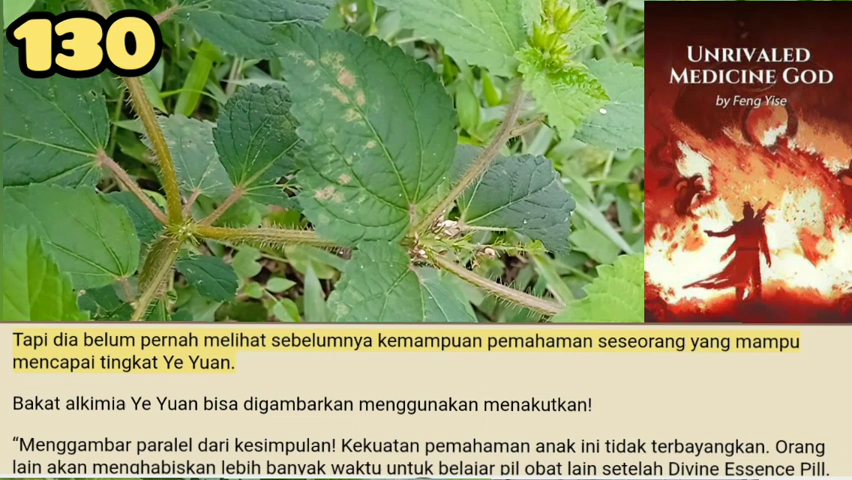 130
UNRIVALED
MEDICINE GOD
by Feng Yise
Tapi dia belum pernah melihat sebelumnya kemampuan pemahaman seseorang yang mampu
mencapai tingkat Ye Yuan.
Bakat alkimia Ye Yuan bisa digambarkan menggunakan menakutkan!
“Menggambar paralel dari kesimpulan! Kekuatan pemahaman anak ini tidak terbayangkan. Orang
lain akan menghabiskan lebih banyak waktu untuk belajar pil obat lain setelah Divine Essence Pill.